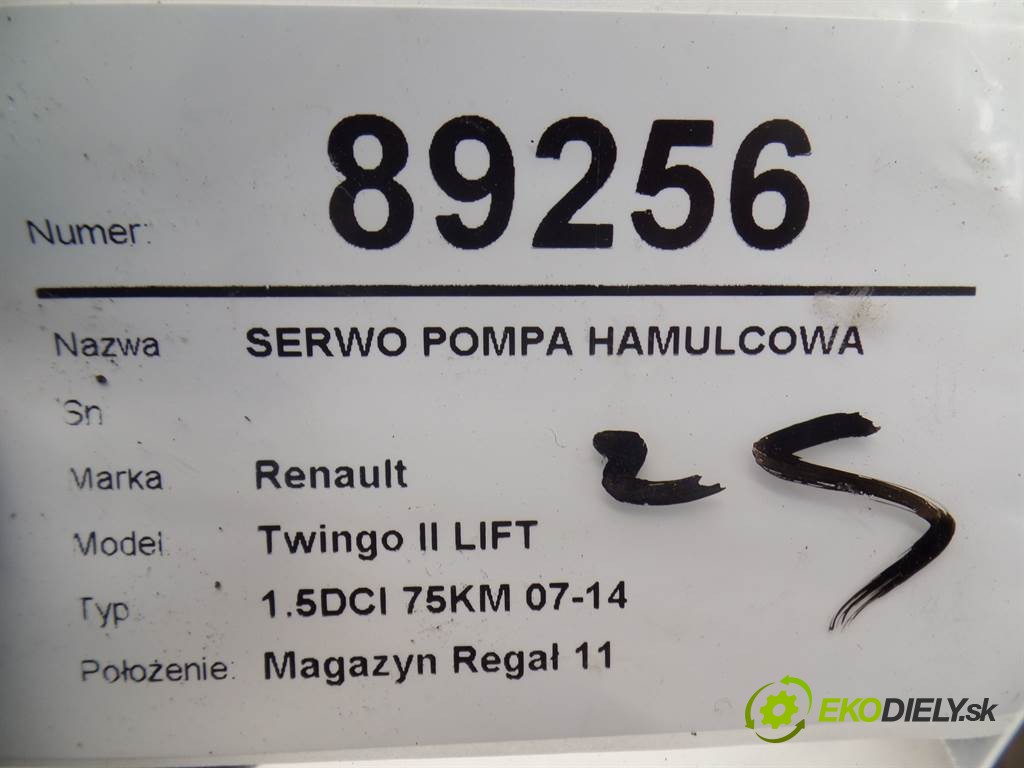 Numer: 89256
Nazwa SERWO POMPA HAMULCOWA
Sn
Marka Renault
Model Twingo II LIFT
Typ 1.5DCI 75KM 07-14
Położenie: Magazyn Regał 11
25
EKODIELY.sk